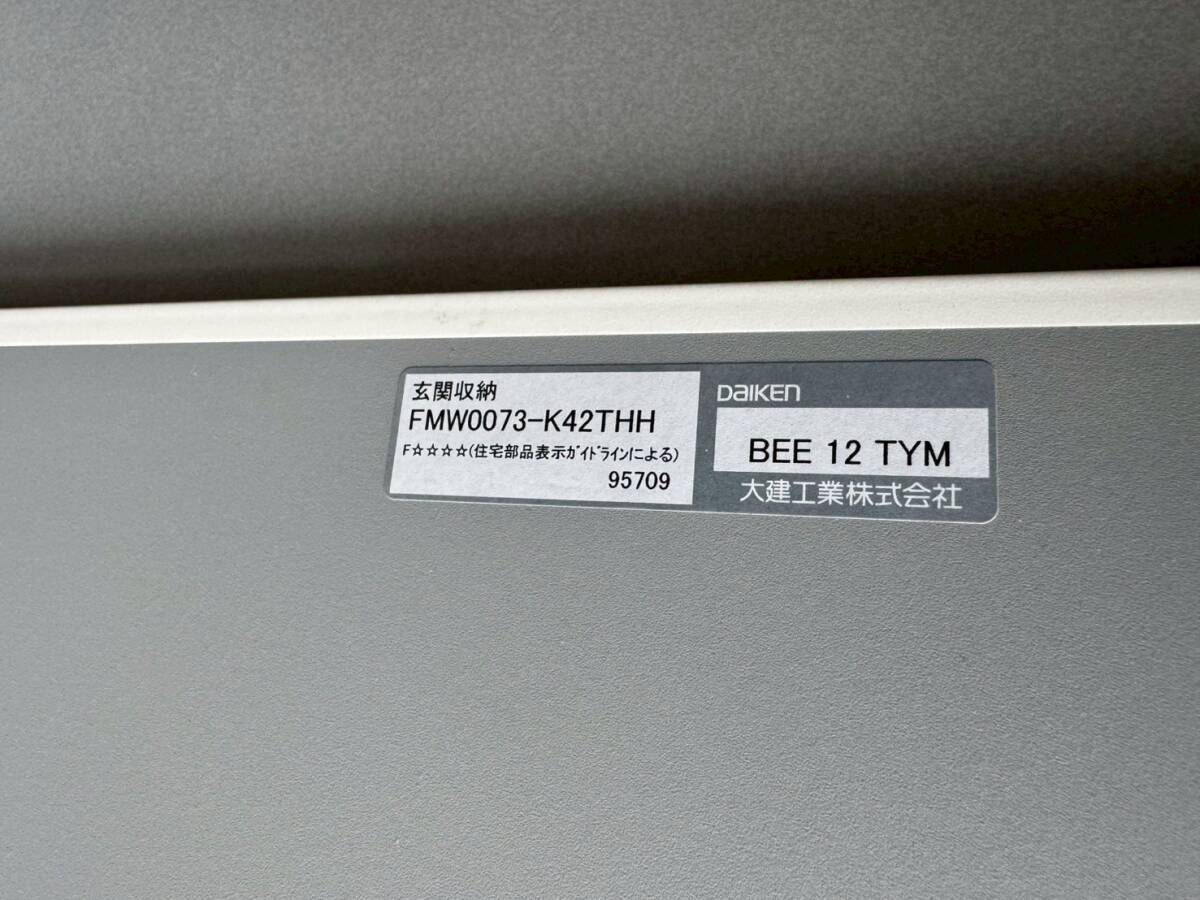 玄関収納
FMW0073-K42THH
F☆☆☆☆(住宅部品表示ｶﾞｲﾄﾞﾗｲﾝによる)
95709
DAIKEN
BEE 12 TYM
大建工業株式会社